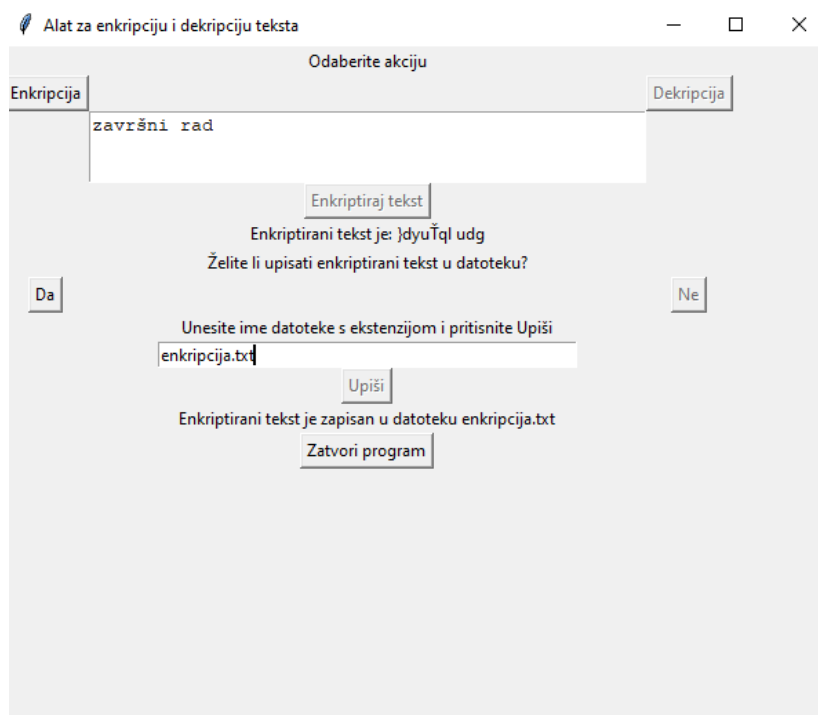 Alat za enkripciju i dekripciju teksta
Odaberite akciju
Enkripcija Dekripcija
završni rad
Enkriptiraj tekst
Enkriptirani tekst je: }dyuŤql udg
Želite li upisati enkriptirani tekst u datoteku?
Da Ne
Unesite ime datoteke s ekstenzijom i pritisnite Upiši
enkripcija.txt
Upiši
Enkriptirani tekst je zapisan u datoteku enkripcija.txt
Zatvori program